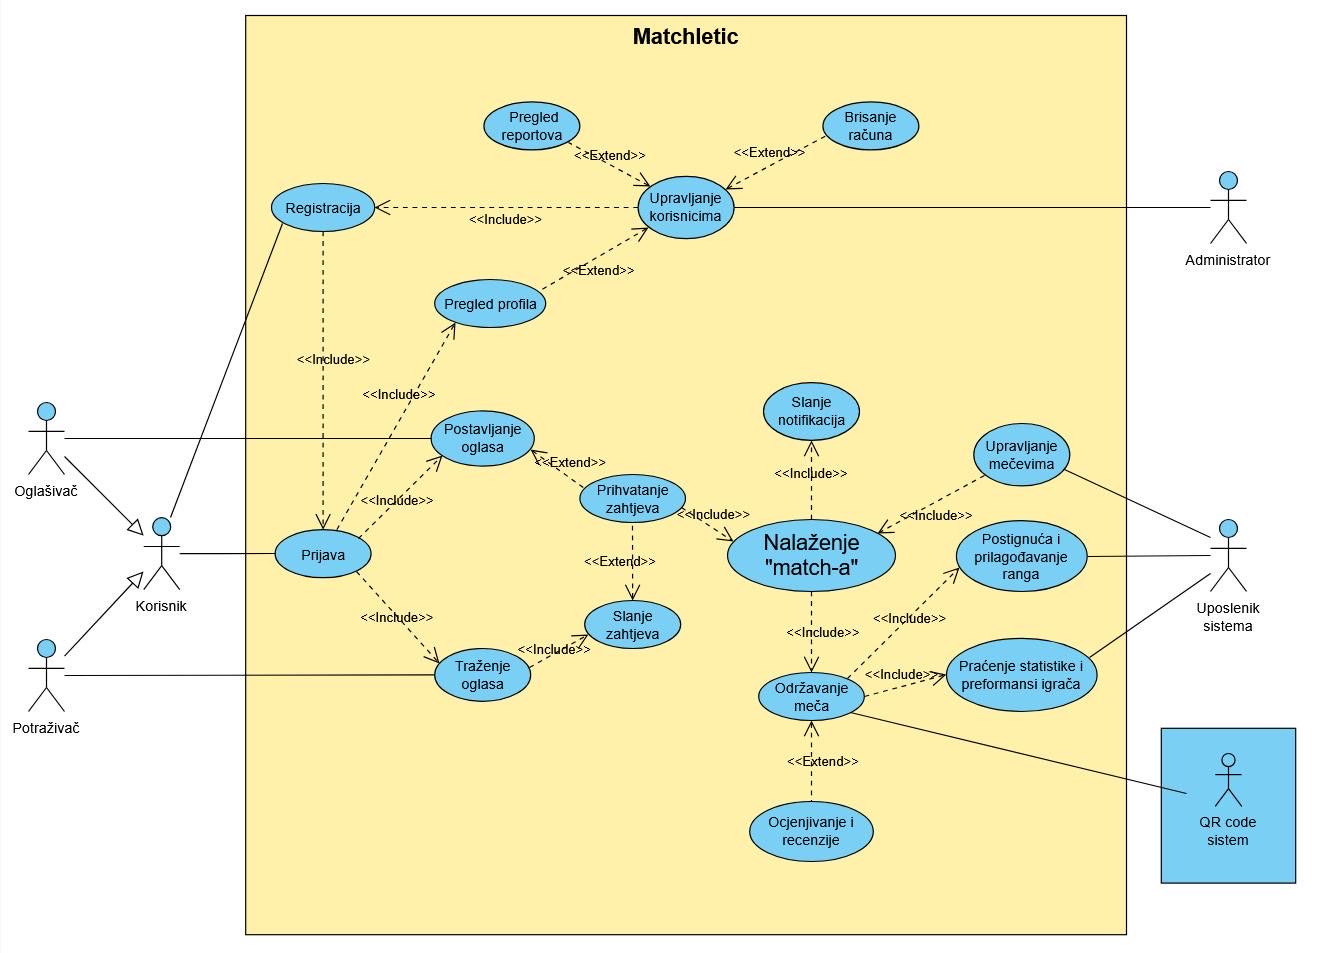 Matchletic
Pregled
reportova
Brisanje
računa
<<Extend>>
<<Extend>>
Registracija
Upravljanje
korisnicima
<<Include>>
Administrator
<<Extend>>
Pregled profila
<<Include>>
<<Include>>
Slanje
notifikacija
Postavljanje
oglasa
Upravljanje
mečevima
<<Extend>>
<<Include>>
Oglašivač
Prihvatanje
zahtjeva
<<Include>>
<<Include>>
<<Include>>
Nalaženje
"match-a"
Postignuća i
prilagođavanje
ranga
Prijava
<<Extend>>
Korisnik
Uposlenik
sistema
<<Include>>
Slanje
zahtjeva
<<Include>>
<<Include>>
<<Include>>
Traženje
oglasa
Praćenje statistike i
preformansi igrača
<<Include>>
Održavanje
meča
Potraživač
<<Extend>>
Ocjenjivanje i
recenzije
QR code
sistem